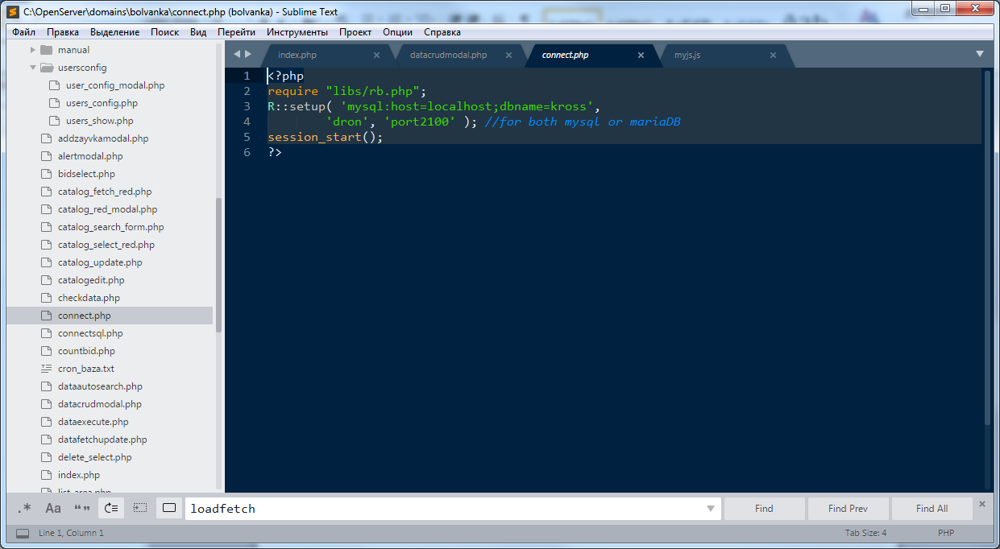 C:\OpenServer\domains\bolvanka\connect.php (bolvanka) - Sublime Text
Файл Правка Выделение Поиск Вид Перейти Инструменты Проект Опции Справка
manual
usersconfig
user_config_modal.php
users_config.php
users_show.php
addzayvkamodal.php
alertmodal.php
bidselect.php
catalog_fetch_red.php
catalog_red_modal.php
catalog_search_form.php
catalog_select_red.php
catalog_update.php
catalogedit.php
checkdata.php
connect.php
connectsql.php
countbid.php
cron_baza.txt
dataautosearch.php
datacrudmodal.php
dataexecute.php
datafetchupdate.php
delete_select.php
index.php
list_area.php
index.php datacrudmodal.php connect.php myjs.js
1 <?php
2 require "libs/rb.php";
3 R::setup( 'mysql:host=localhost;dbname=kross',
4 'dron', 'port2100' ); //for both mysql or mariaDB
5 session_start();
6 ?>
.* Aa “ ” loadfetch Find Find Prev Find All
Line 1, Column 1 Tab Size: 4 PHP